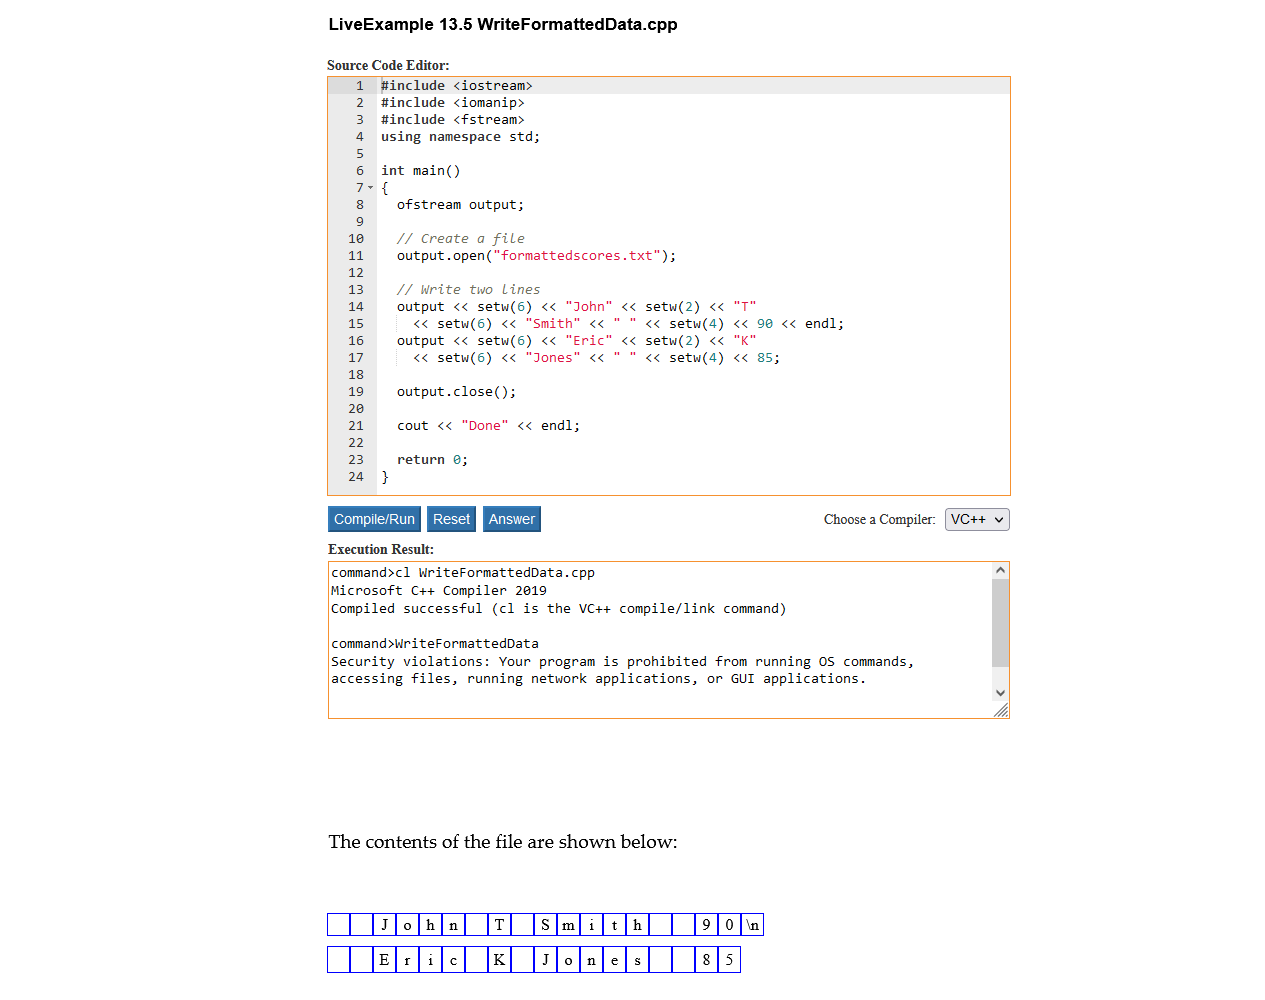 LiveExample 13.5 WriteFormattedData.cpp
Source Code Editor:
1 #include <iostream>
2 #include <iomanip>
3 #include <fstream>
4 using namespace std;
5
6 int main()
7 {
8   ofstream output;
9
10   // Create a file
11   output.open("formattedscores.txt");
12
13   // Write two lines
14   output << setw(6) << "John" << setw(2) << "T"
15     << setw(6) << "Smith" << " " << setw(4) << 90 << endl;
16   output << setw(6) << "Eric" << setw(2) << "K"
17     << setw(6) << "Jones" << " " << setw(4) << 85;
18
19   output.close();
20
21   cout << "Done" << endl;
22
23   return 0;
24 }
Compile/Run Reset Answer Choose a Compiler: VC++
Execution Result:
command>cl WriteFormattedData.cpp
Microsoft C++ Compiler 2019
Compiled successful (cl is the VC++ compile/link command)

command>WriteFormattedData
Security violations: Your program is prohibited from running OS commands,
accessing files, running network applications, or GUI applications.
The contents of the file are shown below:
J o h n T S m i t h 9 0 \n
E r i c K J o n e s 8 5